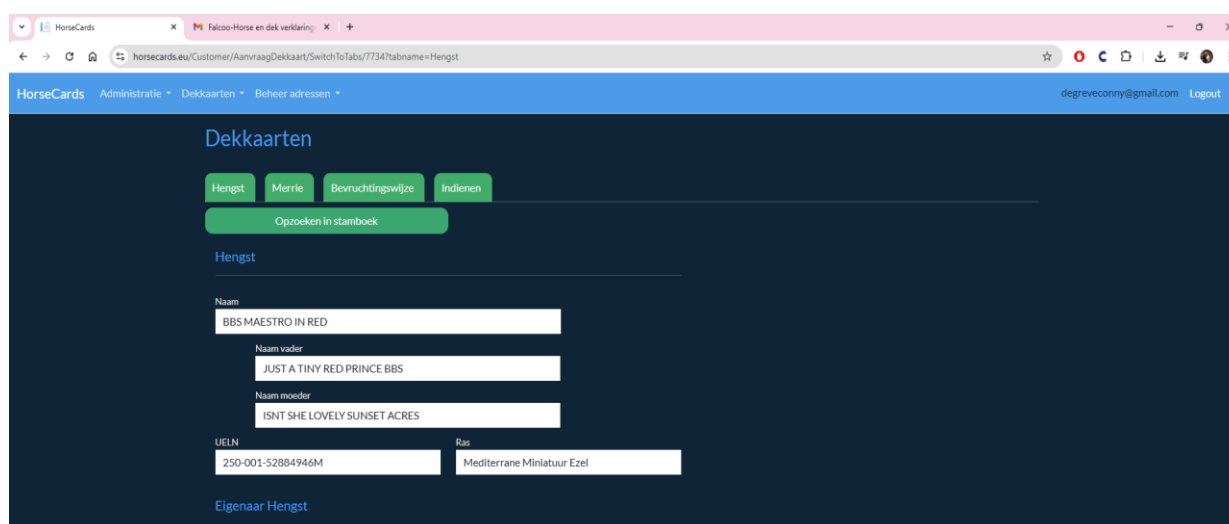 HorseCards
Falcoo-Horse en dek verklaring
horsecards.eu/Customer/AanvraagDekkaart/SwitchToTabs/7734?tabname=Hengst
HorseCards Administratie Dekkaarten Beheer adressen degreveconny@gmail.com Logout
Dekkaarten
Hengst Merrie Bevruchtingswijze Indienen
Opzoeken in stamboek
Hengst
Naam
BBS MAESTRO IN RED
Naam vader
JUST A TINY RED PRINCE BBS
Naam moeder
ISNT SHE LOVELY SUNSET ACRES
UELN Ras
250-001-52884946M Mediterrane Miniatuur Ezel
Eigenaar Hengst